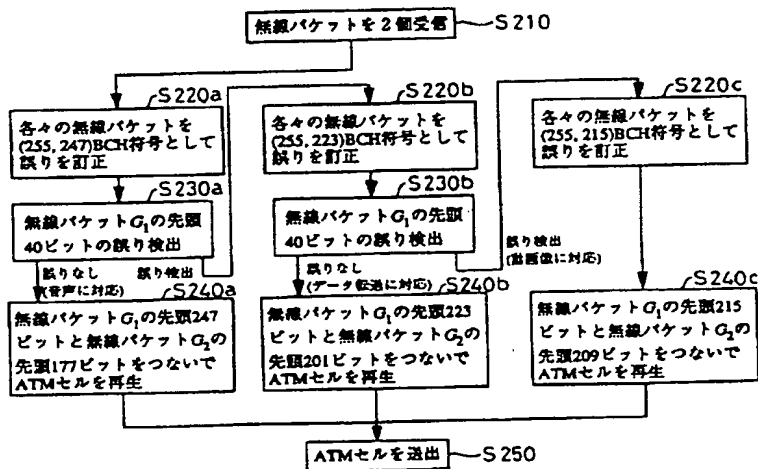 無線パケットを2個受信
S210
S220a
各々の無線パケットを
(255, 247)BCH符号として
誤りを訂正
S230a
無線パケットG1の先頭
40ビットの誤り検出
誤りなし
(音声に対応)
誤り検出
S240a
無線パケットG1の先頭247
ビットと無線パケットG2の
先頭177ビットをつないで
ATMセルを再生
S220b
各々の無線パケットを
(255, 223)BCH符号として
誤りを訂正
S230b
無線パケットG1の先頭
40ビットの誤り検出
誤りなし
(データ転送に対応)
誤り検出
(動画像に対応)
S240b
無線パケットG1の先頭223
ビットと無線パケットG2の
先頭201ビットをつないで
ATMセルを再生
S220c
各々の無線パケットを
(255, 215)BCH符号として
誤りを訂正
S240c
無線パケットG1の先頭215
ビットと無線パケットG2の
先頭209ビットをつないで
ATMセルを再生
ATMセルを送出
S250